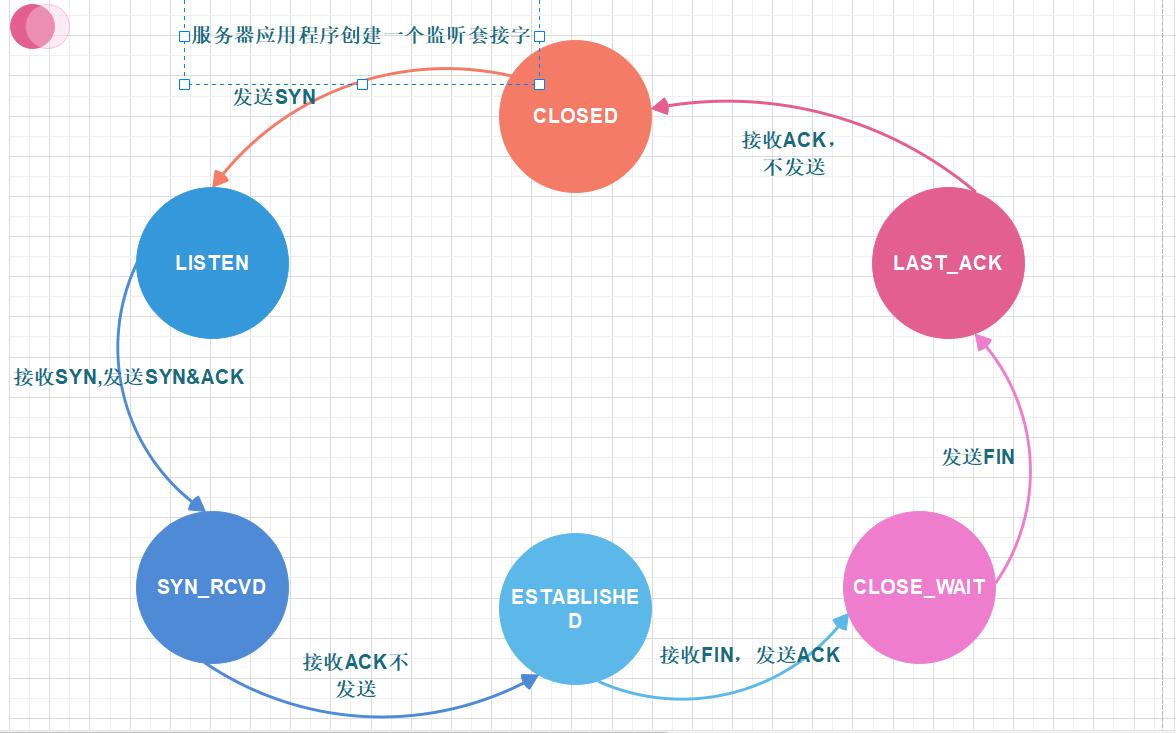 服务器应用程序创建一个监听套接字
发送SYN
CLOSED
接收ACK，
不发送
LISTEN
LAST_ACK
接收SYN,发送SYN&ACK
发送FIN
SYN_RCVD
ESTABLISHE
D
CLOSE_WAIT
接收ACK不
发送
接收FIN，发送ACK